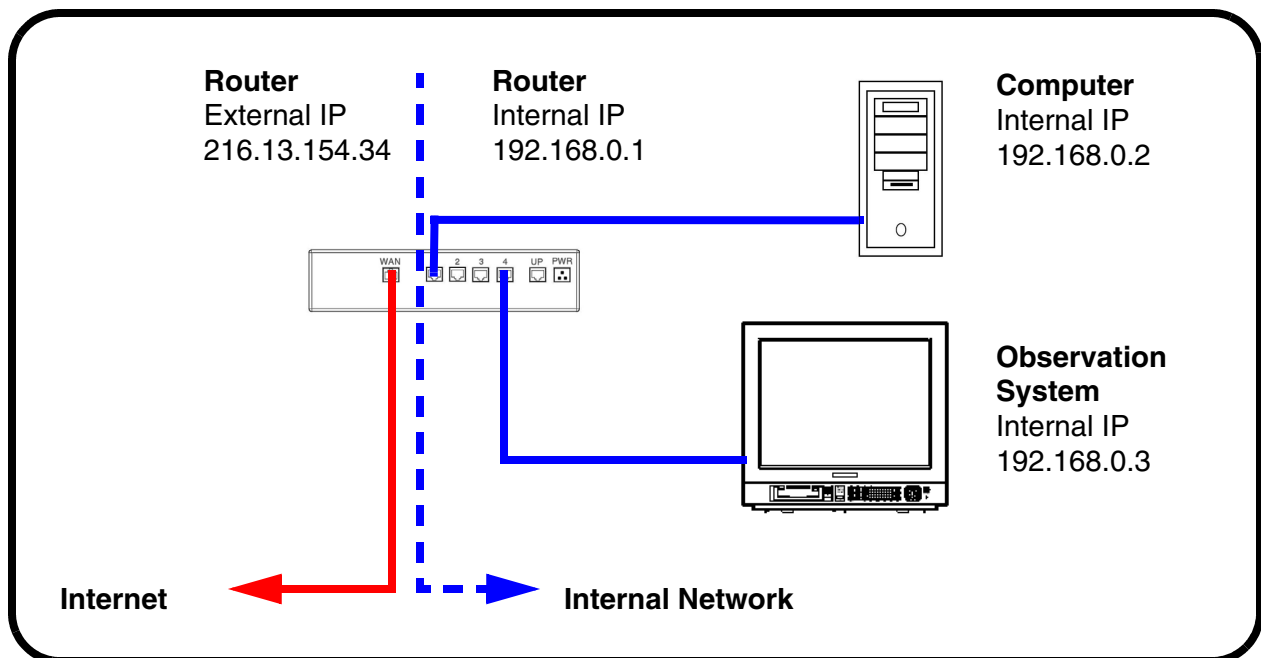 Router
External IP
216.13.154.34
Router
Internal IP
192.168.0.1
Computer
Internal IP
192.168.0.2
WAN
2
3
4
UP
PWR
Observation
System
Internal IP
192.168.0.3
Internet
Internal Network